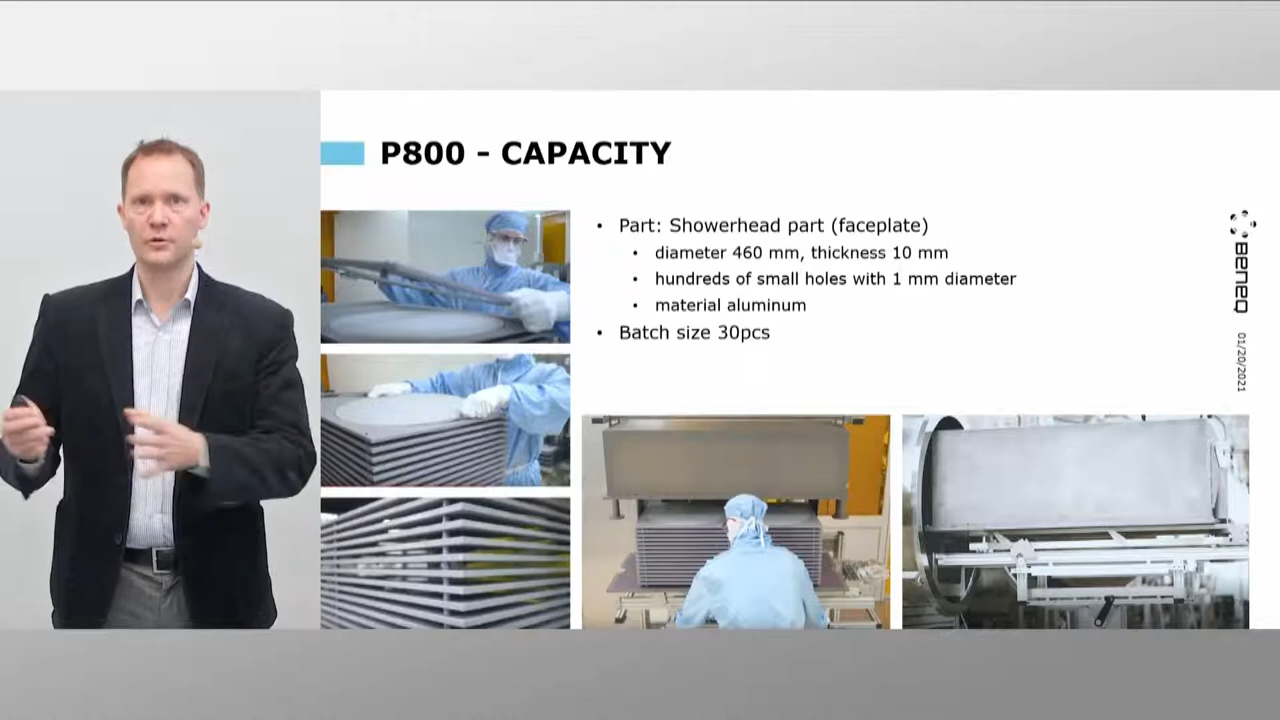 P800 - CAPACITY
• Part: Showerhead part (faceplate)
• diameter 460 mm, thickness 10 mm
• hundreds of small holes with 1 mm diameter
• material aluminum
• Batch size 30pcs
BENEQ
01/20/2021